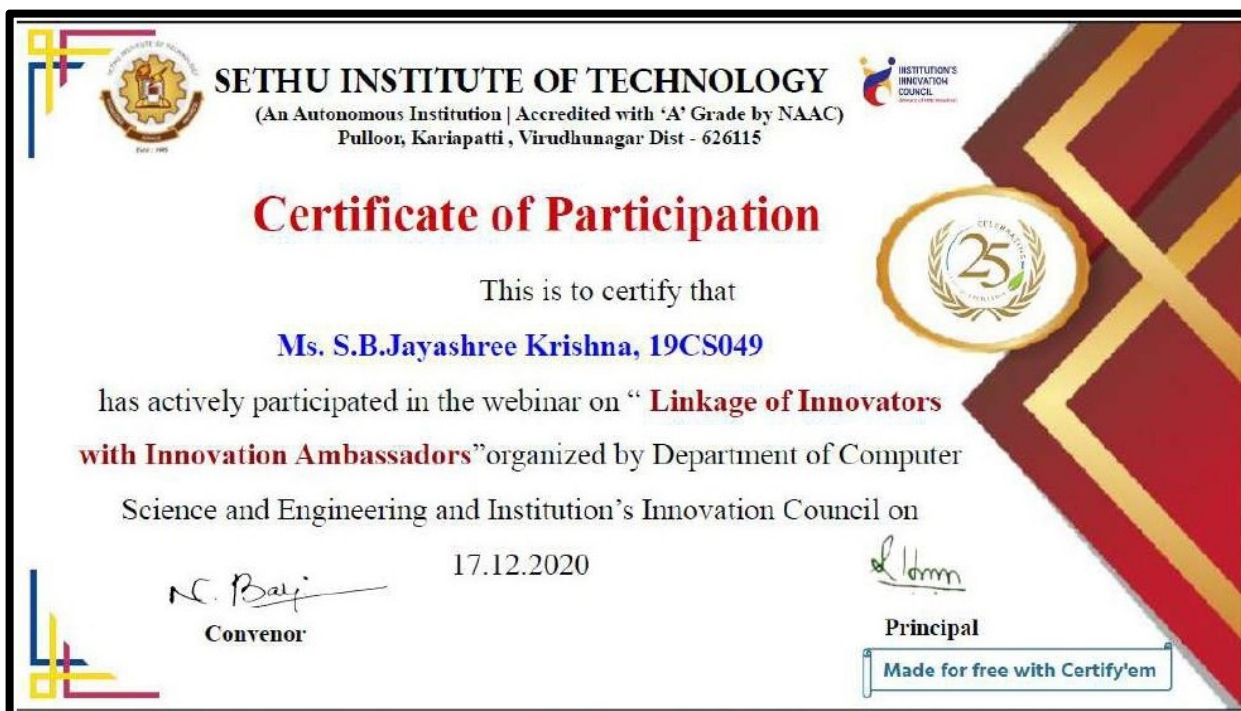 SETHU INSTITUTE OF TECHNOLOGY
(An Autonomous Institution | Accredited with ‘A’ Grade by NAAC)
Pulloor, Kariapatti , Virudhunagar Dist - 626115
INSTITUTION'S
INNOVATION
COUNCIL
Certificate of Participation
CELEBRATING
25
This is to certify that
Ms. S.B.Jayashree Krishna, 19CS049
has actively participated in the webinar on “ Linkage of Innovators
with Innovation Ambassadors”organized by Department of Computer
Science and Engineering and Institution’s Innovation Council on
17.12.2020
Convenor
Principal
Made for free with Certify'em